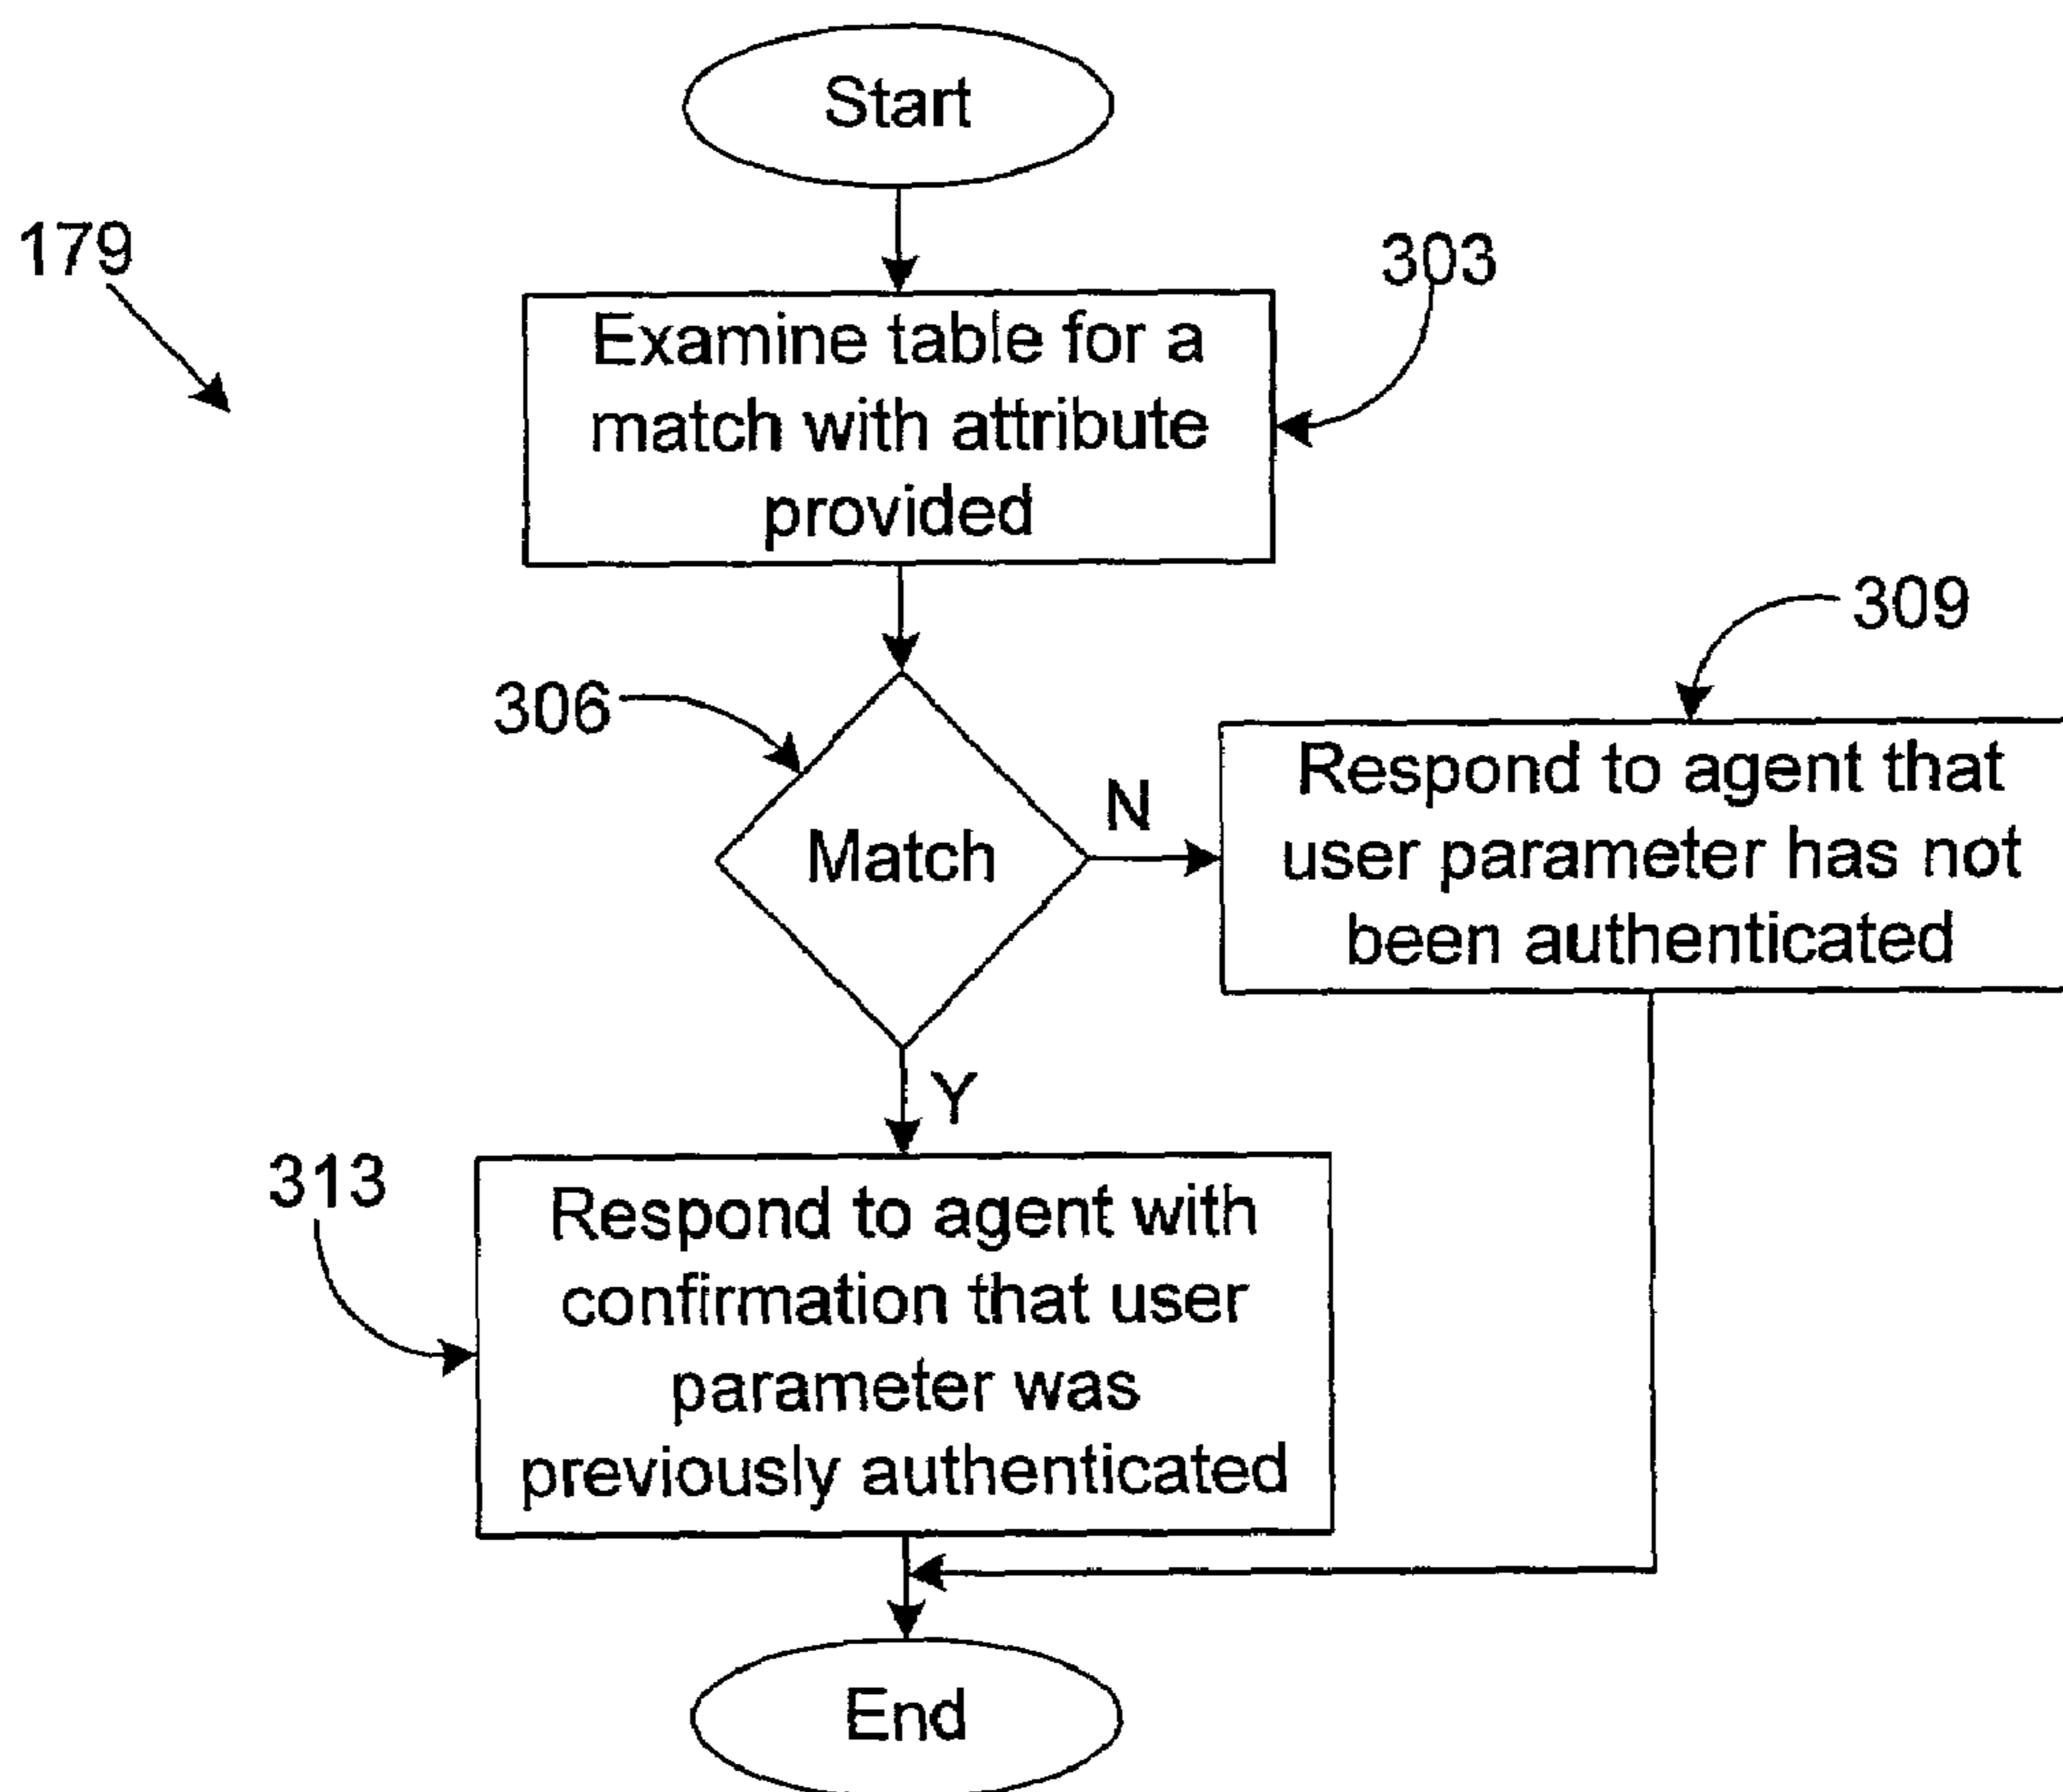 Start
179
303
Examine table for a
match with attribute
provided
309
306
Match
N
Respond to agent that
user parameter has not
been authenticated
Y
313
Respond to agent with
confirmation that user
parameter was
previously authenticated
End